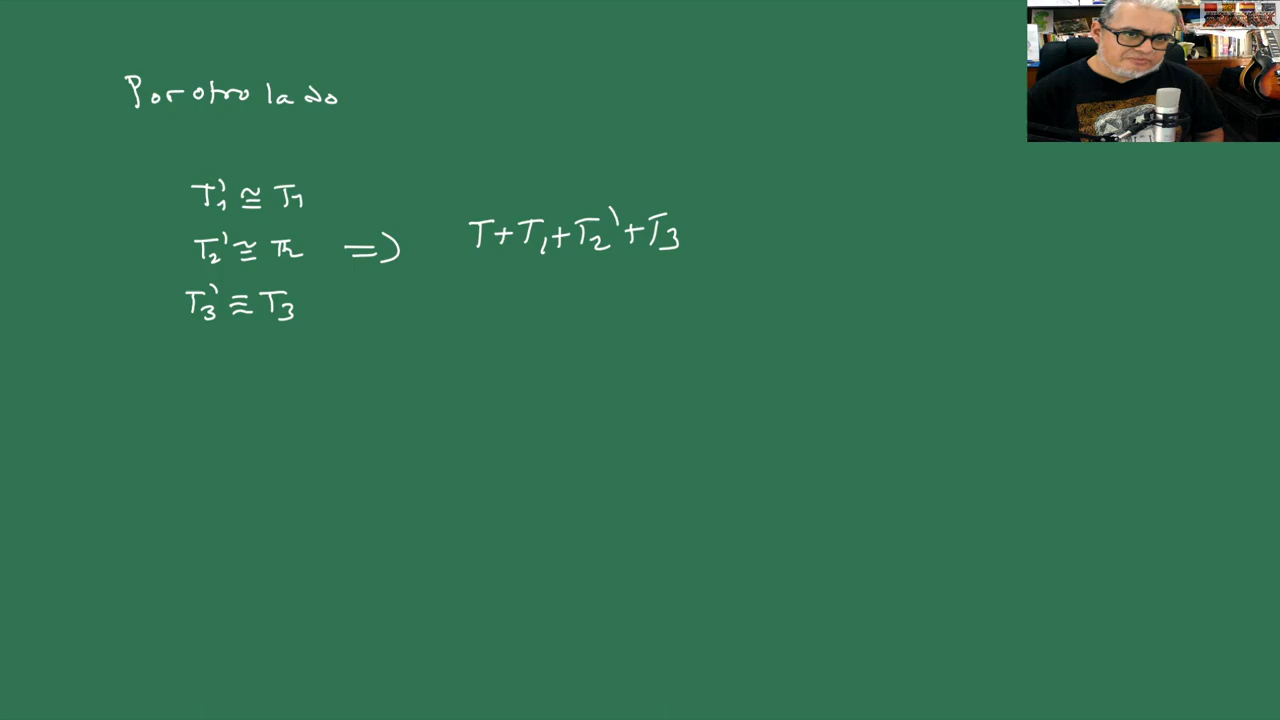 Por otro lado
T₁' ≅ T₁
T₂' ≅ T₂ => T+T₁+T₂'+T₃
T₃' ≅ T₃